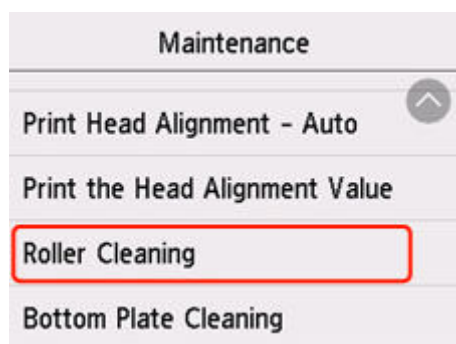 Maintenance
Print Head Alignment - Auto
Print the Head Alignment Value
Roller Cleaning
Bottom Plate Cleaning